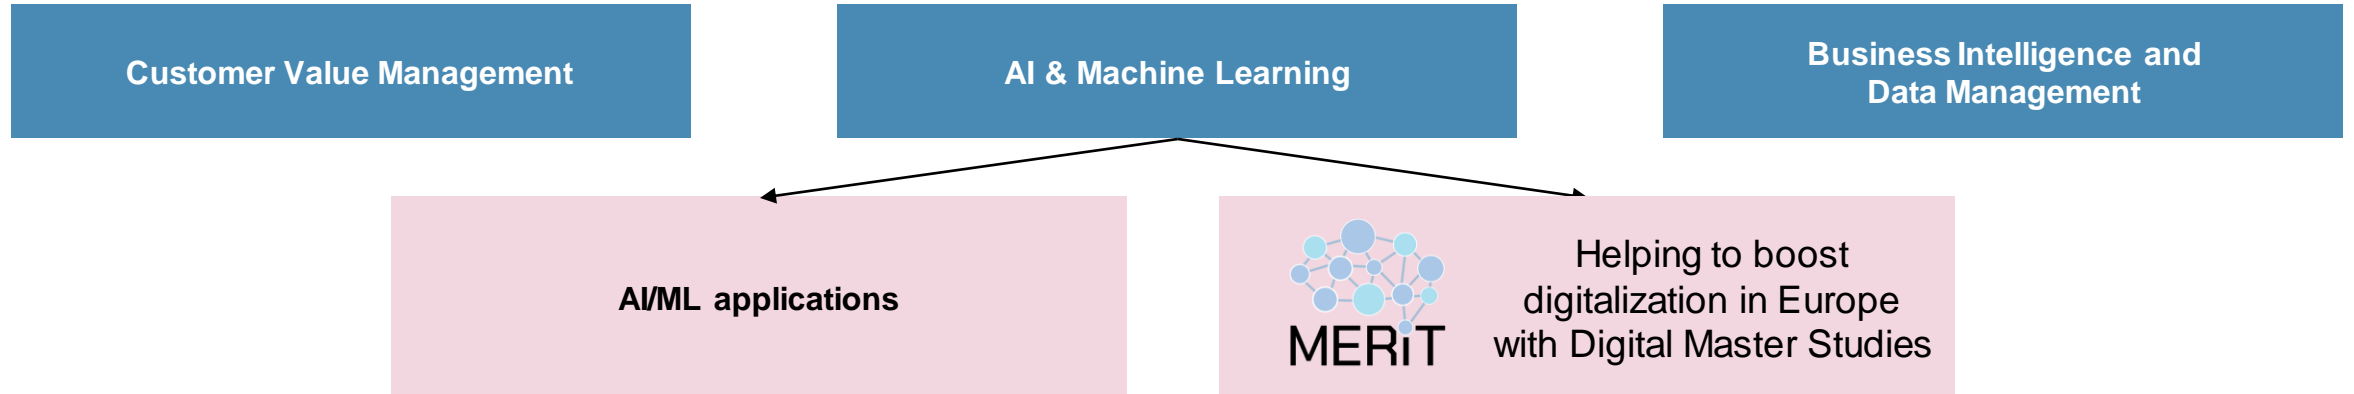 Customer Value Management
AI & Machine Learning
Business Intelligence and
Data Management
AI/ML applications
MERiT
Helping to boost
digitalization in Europe
with Digital Master Studies